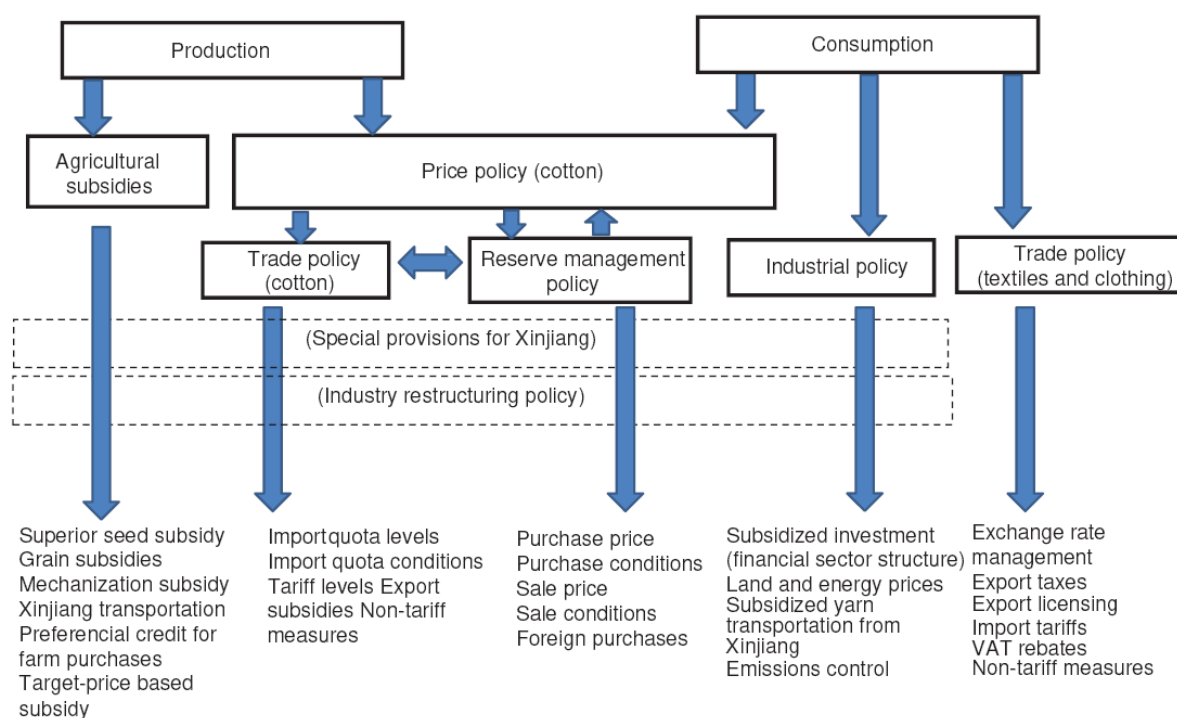 Production
Consumption
Agricultural
subsidies
Price policy (cotton)
Trade policy
(cotton)
Reserve management
policy
Industrial policy
Trade policy
(textiles and clothing)
(Special provisions for Xinjiang)
(Industry restructuring policy)
Superior seed subsidy
Grain subsidies
Mechanization subsidy
Xinjiang transportation
Preferencial credit for
farm purchases
Target-price based
subsidy
Import quota levels
Import quota conditions
Tariff levels Export
subsidies Non-tariff
measures
Purchase price
Purchase conditions
Sale price
Sale conditions
Foreign purchases
Subsidized investment
(financial sector structure)
Land and energy prices
Subsidized yarn
transportation from
Xinjiang
Emissions control
Exchange rate
management
Export taxes
Export licensing
Import tariffs
VAT rebates
Non-tariff measures